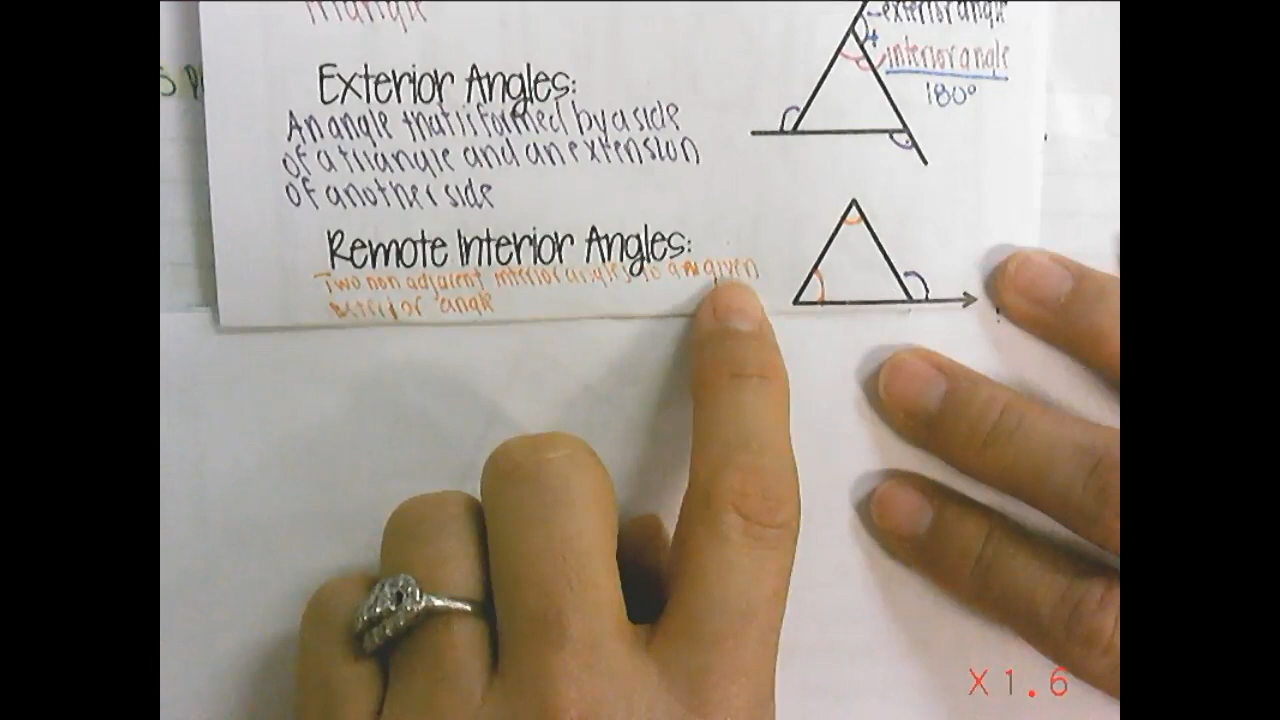 triangle
Exterior Angles:
An angle that is formed by a side
of a triangle and an extension
of another side
Remote Interior Angles:
Two non adjacent interior angles to a given
exterior angle
exterior angle
+
interior angle
180°
X1.6